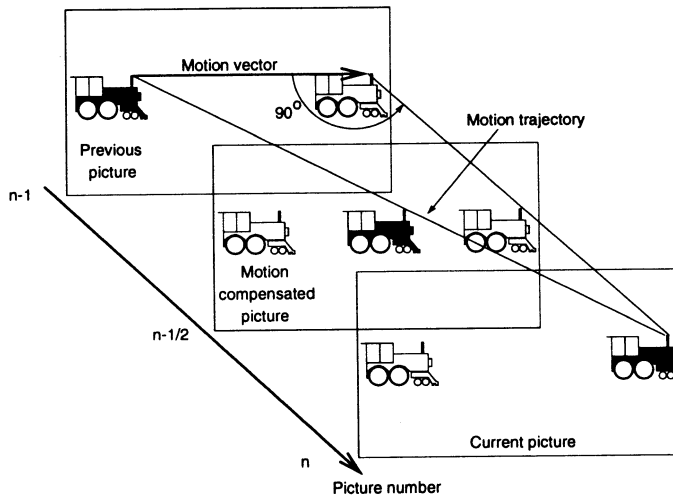 Motion vector
90°
Previous
picture
Motion trajectory
n-1
Motion
compensated
picture
n-1/2
Current picture
n
Picture number